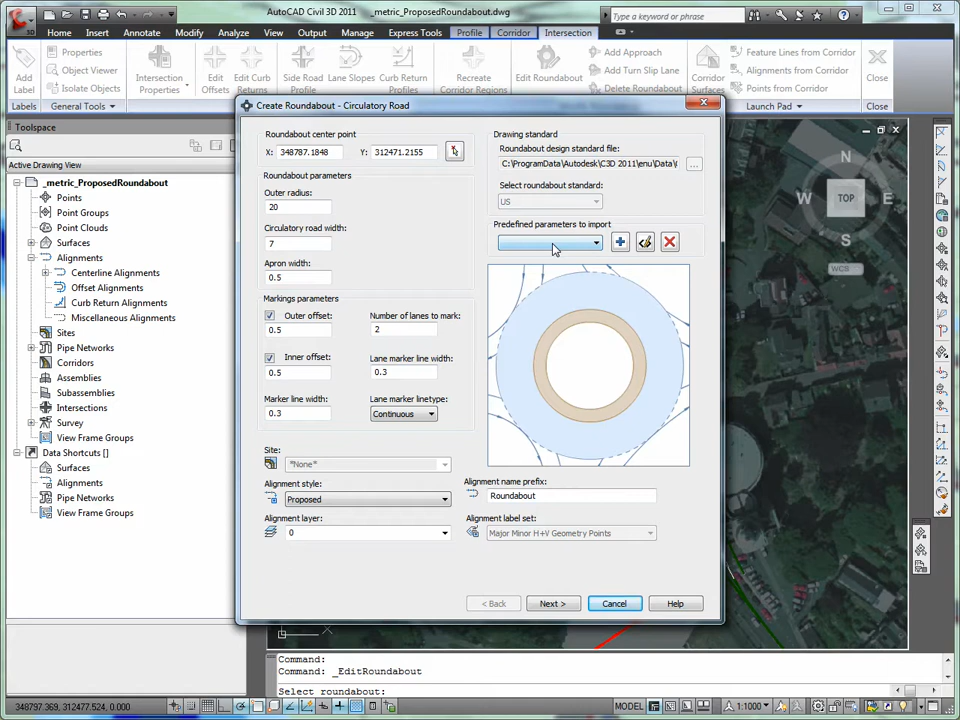 AutoCAD Civil 3D 2011 _metric_ProposedRoundabout.dwg
Type a keyword or phrase
Home Insert Annotate Modify Analyze View Output Manage Express Tools Profile Corridor Intersection
Add Label
Properties
Object Viewer
Isolate Objects
Intersection Properties
Edit Offsets
Edit Curb Returns
Side Road Profile
Lane Slopes
Curb Return Profiles
Recreate Corridor Regions
Edit Roundabout
Add Approach
Add Turn Slip Lane
Delete Roundabout
Corridor Surfaces
Feature Lines from Corridor
Alignments from Corridor
Points from Corridor
Close
Labels
General Tools
Launch Pad
Close
Toolspace
Active Drawing View
_metric_ProposedRoundabout
Points
Point Groups
Point Clouds
Surfaces
Alignments
Centerline Alignments
Offset Alignments
Curb Return Alignments
Miscellaneous Alignments
Sites
Pipe Networks
Corridors
Assemblies
Subassemblies
Intersections
Survey
View Frame Groups
Data Shortcuts []
Surfaces
Alignments
Pipe Networks
View Frame Groups
Create Roundabout - Circulatory Road
Roundabout center point
X: 348787.1848 Y: 312471.2155
Roundabout parameters
Outer radius:
20
Circulatory road width:
7
Apron width:
0.5
Markings parameters
Outer offset:
0.5
Number of lanes to mark:
2
Inner offset:
0.5
Lane marker line width:
0.3
Marker line width:
0.3
Lane marker linetype:
Continuous
Site:
"None"
Alignment style:
Proposed
Alignment layer:
0
Drawing standard
Roundabout design standard file:
C:\ProgramData\Autodesk\C3D 2011\enu\Data\
...
Select roundabout standard:
US
Predefined parameters to import
Alignment name prefix:
Roundabout
Alignment label set:
Major Minor H+V Geometry Points
< Back Next > Cancel Help
N
W TOP E
S
WCS
X
Command:
Command: _EditRoundabout
Select roundabout:
348797.369, 312477.524, 0.000
MODEL
1:1000